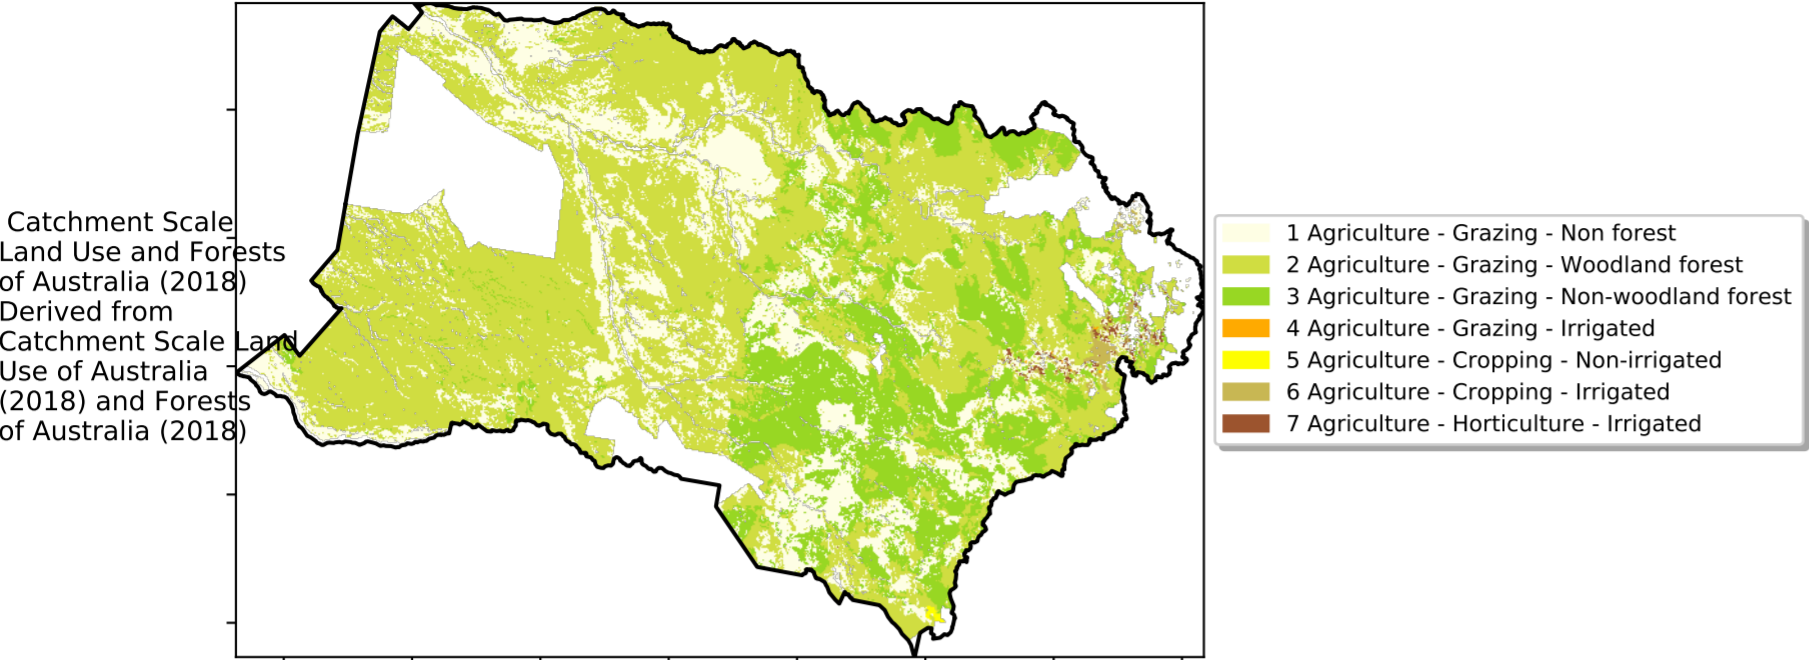 Catchment Scale
Land Use and Forests
of Australia (2018)
Derived from
Catchment Scale Land
Use of Australia
(2018) and Forests
of Australia (2018)
1 Agriculture - Grazing - Non forest
2 Agriculture - Grazing - Woodland forest
3 Agriculture - Grazing - Non-woodland forest
4 Agriculture - Grazing - Irrigated
5 Agriculture - Cropping - Non-irrigated
6 Agriculture - Cropping - Irrigated
7 Agriculture - Horticulture - Irrigated